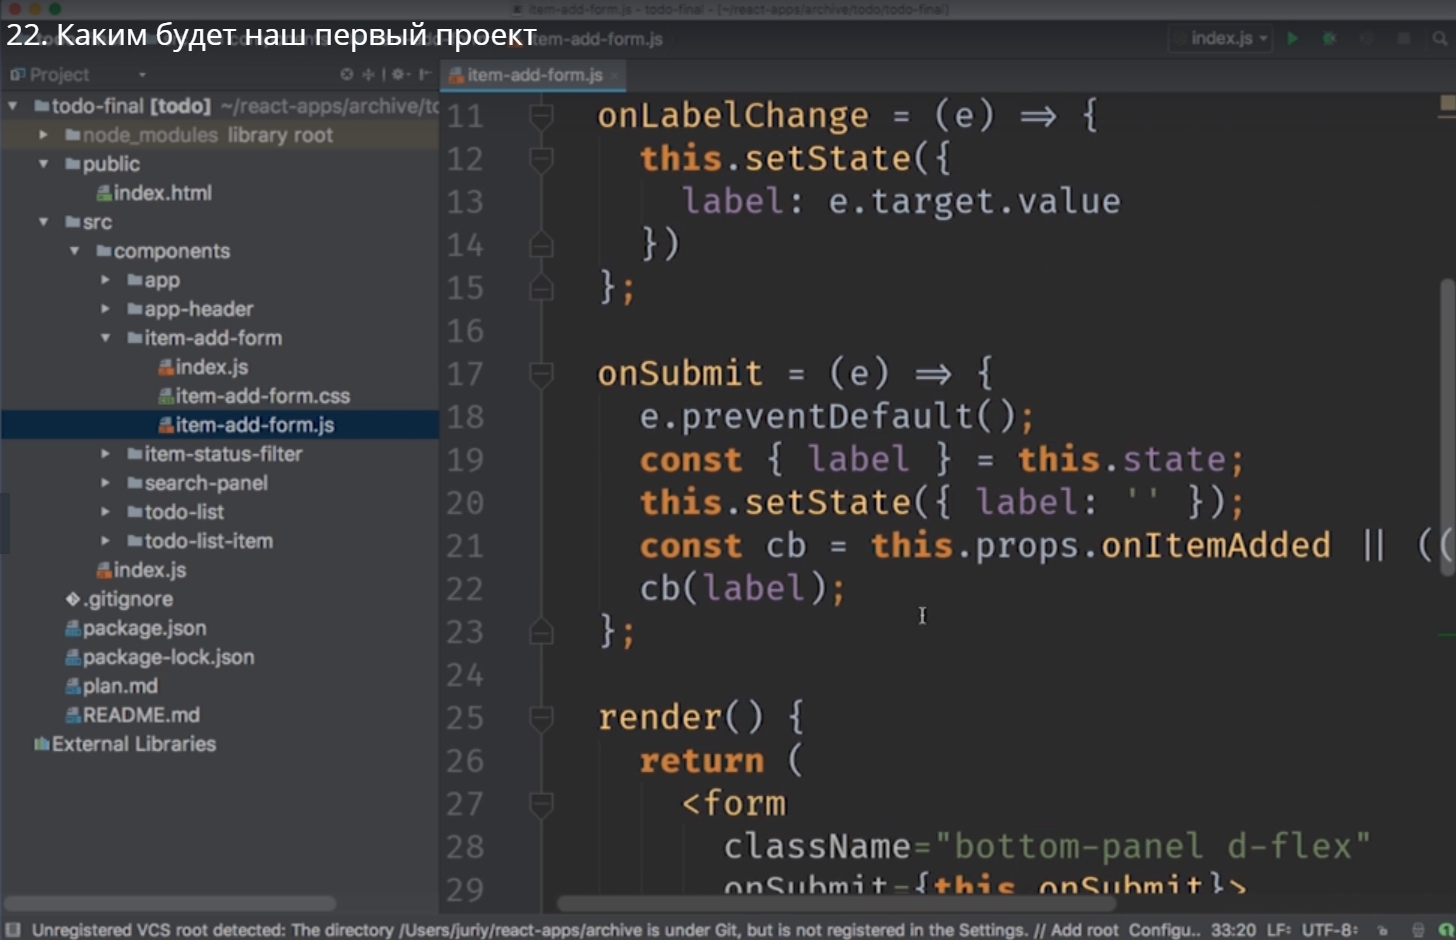 item-add-form.js - todo-final - [~/react-apps/archive/todo/todo-final]
22. Каким будет наш первый проект
item-add-form.js
index.js
Project
item-add-form.js
todo-final [todo] ~/react-apps/archive/to
node_modules library root
public
index.html
src
components
app
app-header
item-add-form
index.js
item-add-form.css
item-add-form.js
item-status-filter
search-panel
todo-list
todo-list-item
index.js
.gitignore
package.json
package-lock.json
plan.md
README.md
External Libraries
11 onLabelChange = (e) => {
12 this.setState({
13 label: e.target.value
14 })
15 };
16
17 onSubmit = (e) => {
18 e.preventDefault();
19 const { label } = this.state;
20 this.setState({ label: '' });
21 const cb = this.props.onItemAdded || ((
22 cb(label);
23 };
24
25 render() {
26 return (
27 <form
28 className="bottom-panel d-flex"
29 onSubmit={this.onSubmit}>
Unregistered VCS root detected: The directory /Users/juriy/react-apps/archive is under Git, but is not registered in the Settings. // Add root Configu.. 33:20 LF: UTF-8: